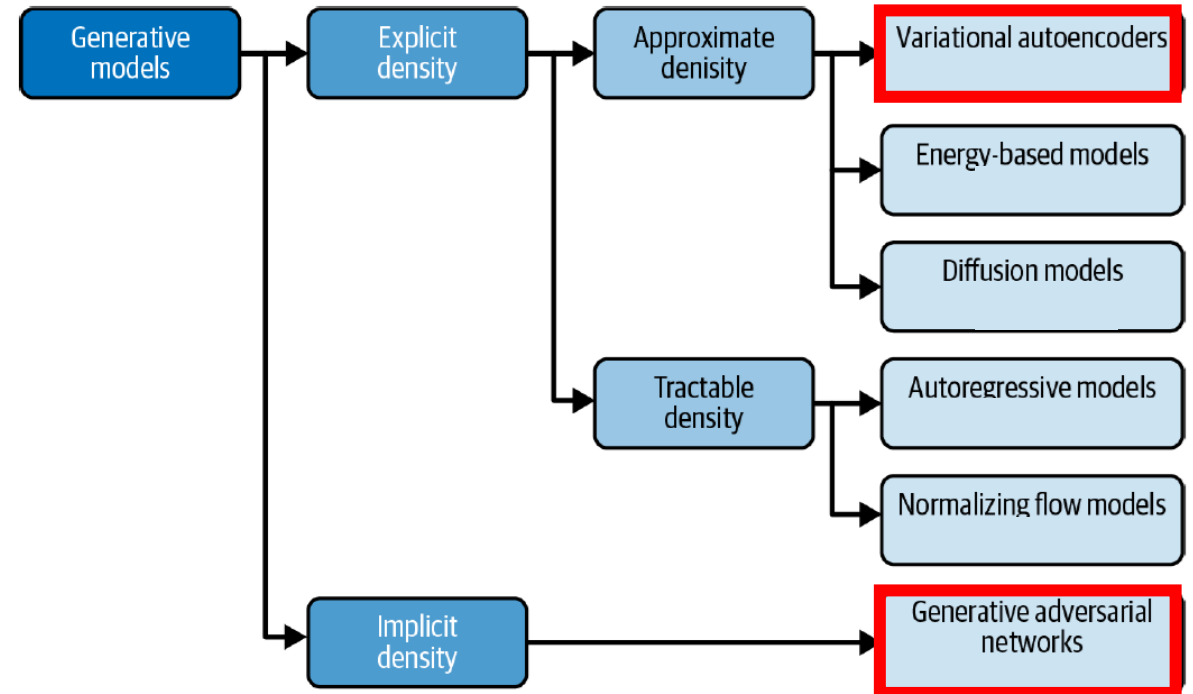 Generative
models
Explicit
density
Approximate
denisity
Variational autoencoders
Energy-based models
Diffusion models
Tractable
density
Autoregressive models
Normalizing flow models
Implicit
density
Generative adversarial
networks